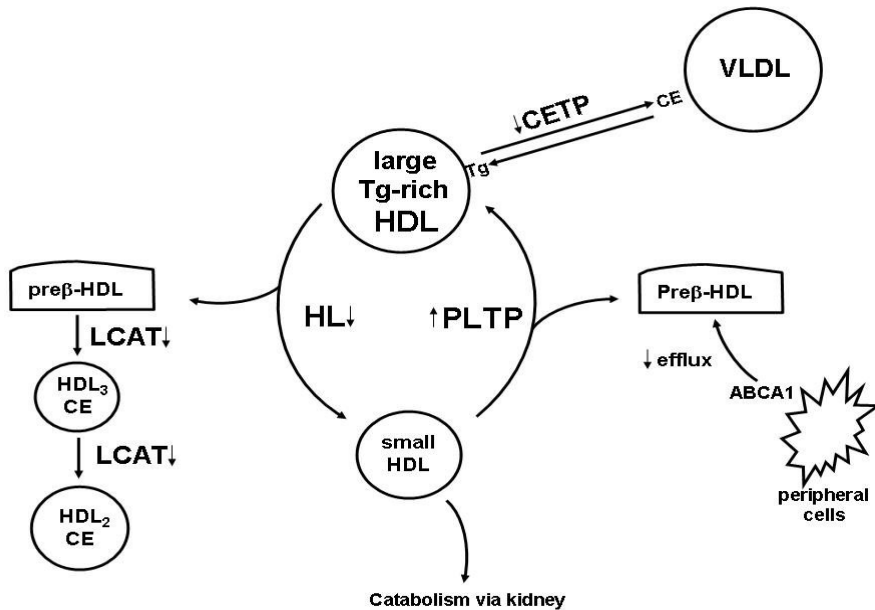 VLDL
CE
↓CETP
Tg
large
Tg-rich
HDL
preβ-HDL
LCAT↓
HDL₃
CE
LCAT↓
HDL₂
CE
HL↓
↑PLTP
small
HDL
Catabolism via kidney
Preβ-HDL
↓ efflux
ABCA1
peripheral
cells